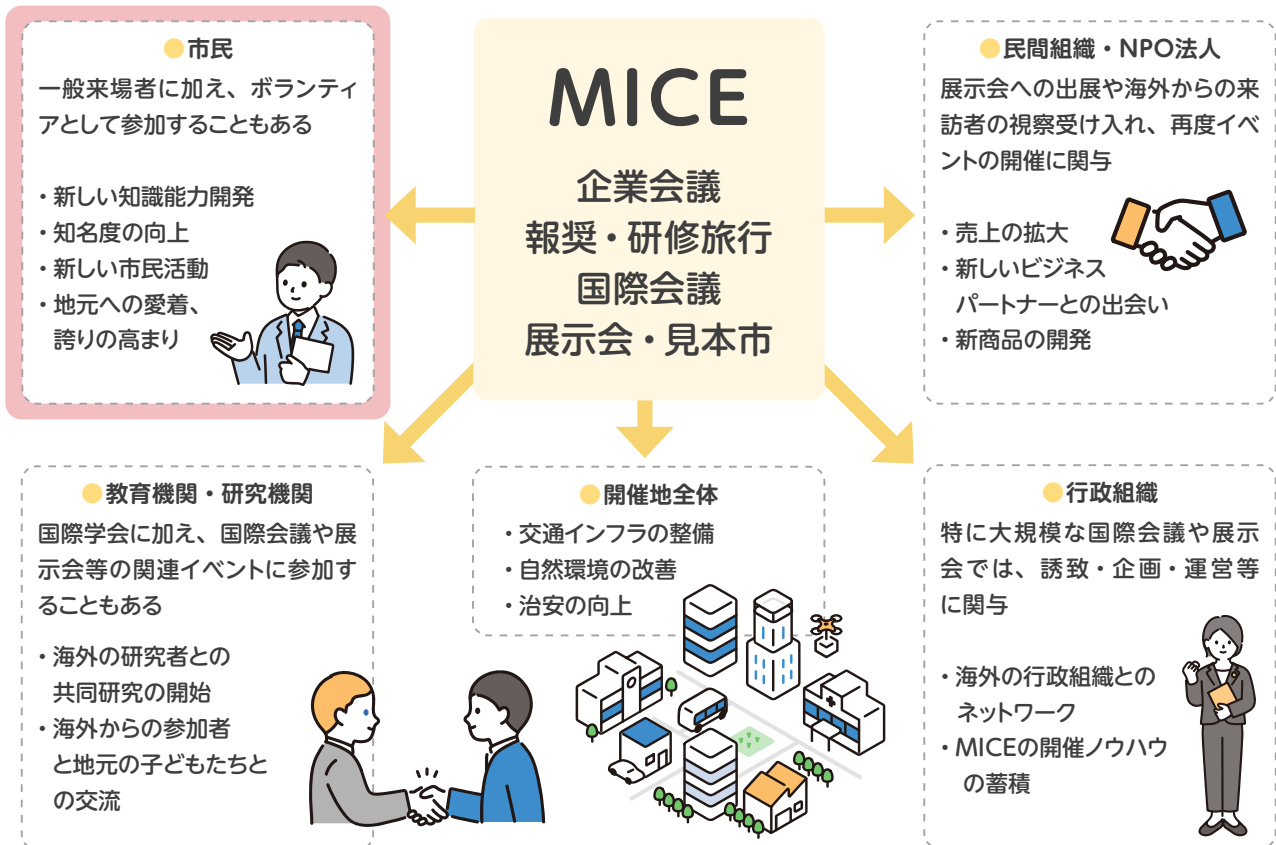 ●市民
一般来場者に加え、ボランティ
アとして参加することもある
・新しい知識能力開発
・知名度の向上
・新しい市民活動
・地元への愛着、
誇りの高まり
MICE
企業会議
報奨・研修旅行
国際会議
展示会・見本市
●民間組織・NPO法人
展示会への出展や海外からの来
訪者の視察受け入れ、再度イベ
ントの開催に関与
・売上の拡大
・新しいビジネス
パートナーとの出会い
・新商品の開発
●教育機関・研究機関
国際学会に加え、国際会議や展
示会等の関連イベントに参加す
ることもある
・海外の研究者との
共同研究の開始
・海外からの参加者
と地元の子どもたちと
の交流
●開催地全体
・交通インフラの整備
・自然環境の改善
・治安の向上
●行政組織
特に大規模な国際会議や展示
会では、誘致・企画・運営等
に関与
・海外の行政組織との
ネットワーク
・MICEの開催ノウハウ
の蓄積